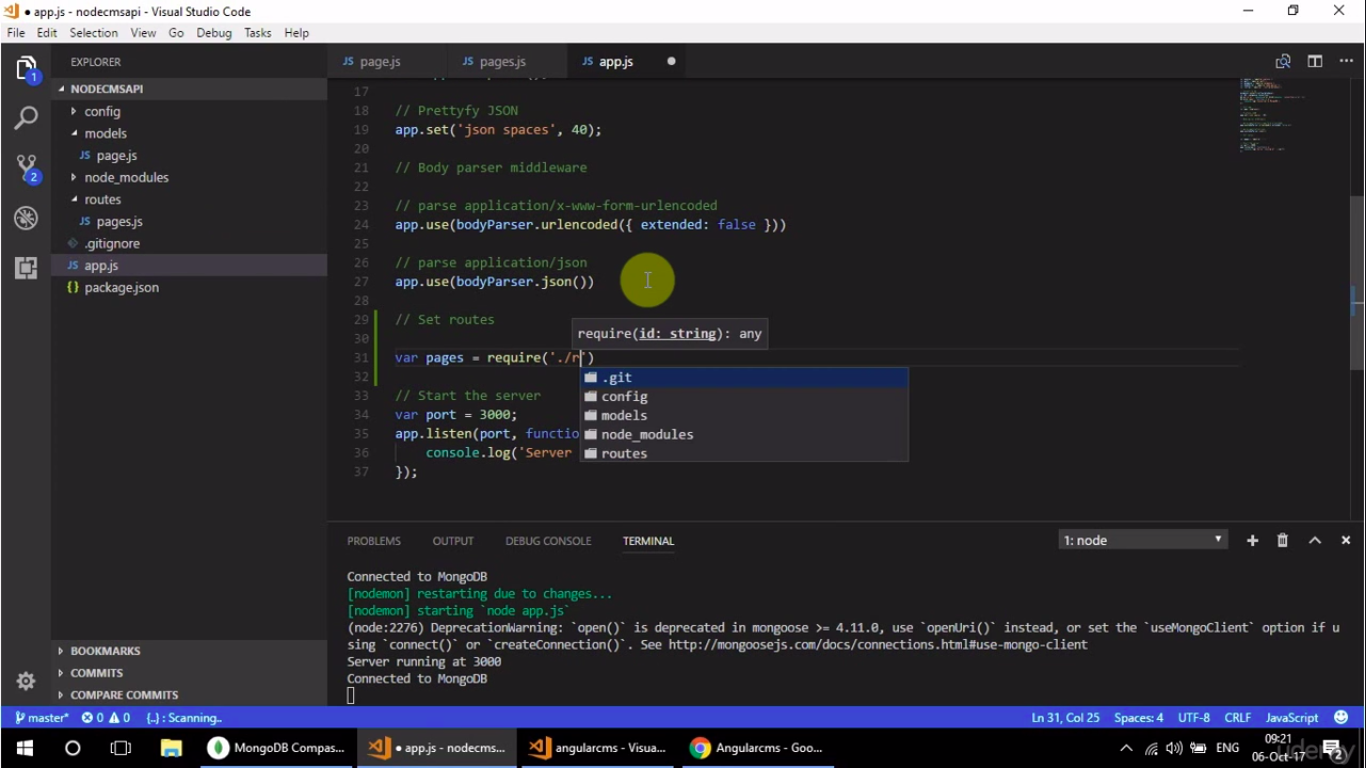 ● app.js - nodecmsapi - Visual Studio Code
File Edit Selection View Go Debug Tasks Help
EXPLORER
JS page.js JS pages.js JS app.js ●
NODECMSAPI
config
models
JS page.js
node_modules
routes
JS pages.js
.gitignore
JS app.js
{} package.json
BOOKMARKS
COMMITS
COMPARE COMMITS
1
2
17
18 // Prettyfy JSON
19 app.set('json spaces', 40);
20
21 // Body parser middleware
22
23 // parse application/x-www-form-urlencoded
24 app.use(bodyParser.urlencoded({ extended: false }))
25
26 // parse application/json
27 app.use(bodyParser.json())
28
29 // Set routes
30
require(id: string): any
31 var pages = require('./r')
32
33 // Start the server
34 var port = 3000;
35 app.listen(port, functio
36 console.log('Server
37 });
.git
config
models
node_modules
routes
PROBLEMS OUTPUT DEBUG CONSOLE TERMINAL 1: node
Connected to MongoDB
[nodemon] restarting due to changes...
[nodemon] starting `node app.js`
(node:2276) DeprecationWarning: `open()` is deprecated in mongoose >= 4.11.0, use `openUri()` instead, or set the `useMongoClient` option if u
sing `connect()` or `createConnection()`. See http://mongoosejs.com/docs/connections.html#use-mongo-client
Server running at 3000
Connected to MongoDB
master* 0 0 {..} : Scanning.. Ln 31, Col 25 Spaces: 4 UTF-8 CRLF JavaScript
MongoDB Compas... ● app.js - nodecms... angularcms - Visua... Angularcms - Goo... ENG 09:21
06-Oct-17 2
udemy